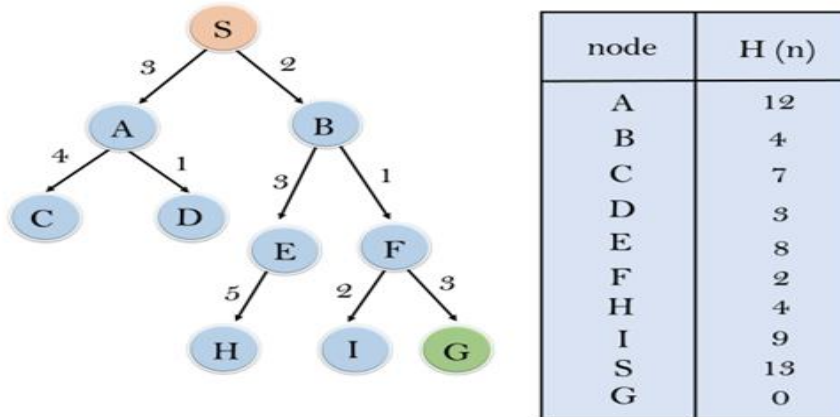 S
3 2
A B
4 1 3 1
C D E F
5 2 3
H I G
node H (n)
A 12
B 4
C 7
D 3
E 8
F 2
H 4
I 9
S 13
G 0